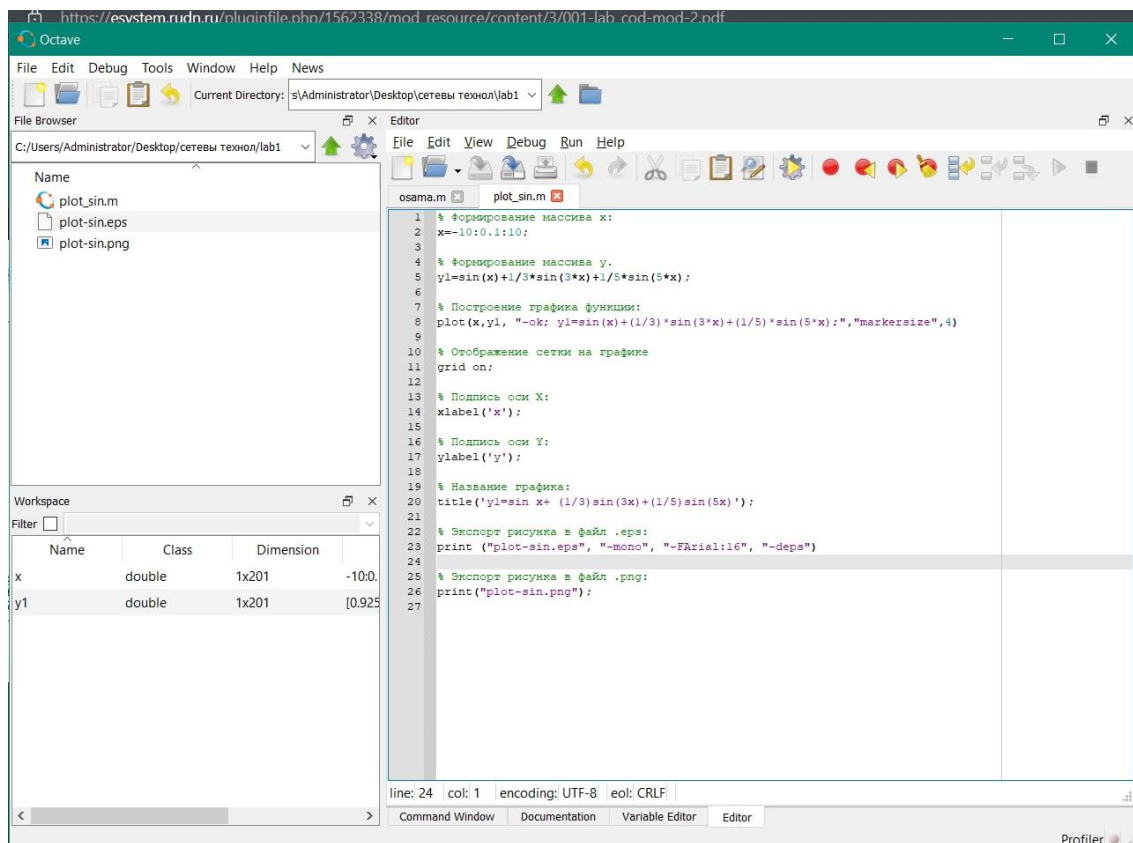 https://esystem.rudn.ru/pluginfile.php/1562338/mod_resource/content/3/001-lab_cod-mod-2.pdf
Octave
File Edit Debug Tools Window Help News
Current Directory: s\Administrator\Desktop\сетевы технол\lab1
File Browser
C:/Users/Administrator/Desktop/сетевы технол/lab1
Name
plot_sin.m
plot-sin.eps
plot-sin.png
Workspace
Filter
Name Class Dimension
x double 1x201 -10:0.
y1 double 1x201 [0.925
Editor
File Edit View Debug Run Help
osama.m plot_sin.m
1 % Формирование массива x:
2 x=-10:0.1:10;
3
4 % Формирование массива y.
5 y1=sin(x)+1/3*sin(3*x)+1/5*sin(5*x);
6
7 % Построение графика функции:
8 plot(x,y1, "-ok; y1=sin(x)+(1/3)*sin(3*x)+(1/5)*sin(5*x);","markersize",4)
9
10 % Отображение сетки на графике
11 grid on;
12
13 % Подпись оси X:
14 xlabel('x');
15
16 % Подпись оси Y:
17 ylabel('y');
18
19 % Название графика:
20 title('y1=sin x+ (1/3)sin(3x)+(1/5)sin(5x)');
21
22 % Экспорт рисунка в файл .eps:
23 print ("plot-sin.eps", "-mono", "-FArial:16", "-deps")
24
25 % Экспорт рисунка в файл .png:
26 print("plot-sin.png");
27
line: 24 col: 1 encoding: UTF-8 eol: CRLF
Command Window Documentation Variable Editor Editor
Profiler